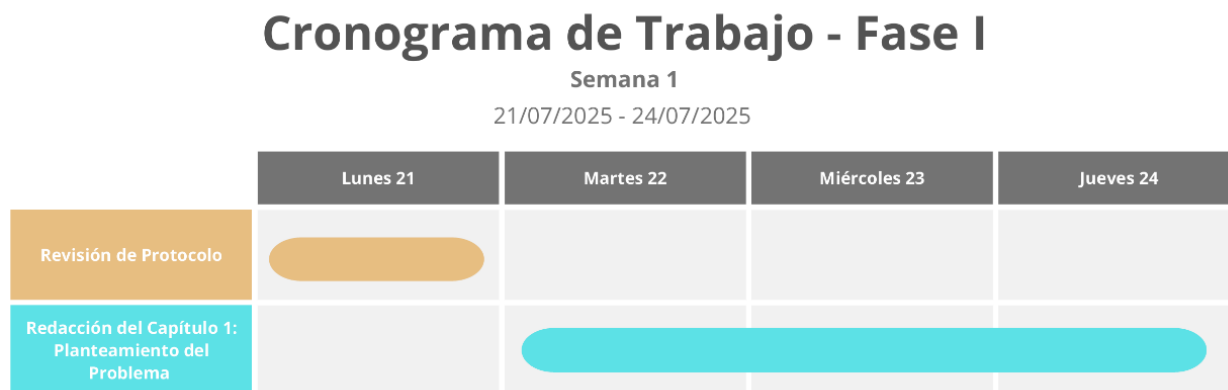 Cronograma de Trabajo - Fase I
Semana 1
21/07/2025 - 24/07/2025
Lunes 21
Martes 22
Miércoles 23
Jueves 24
Revisión de Protocolo
Redacción del Capítulo 1:
Planteamiento del
Problema